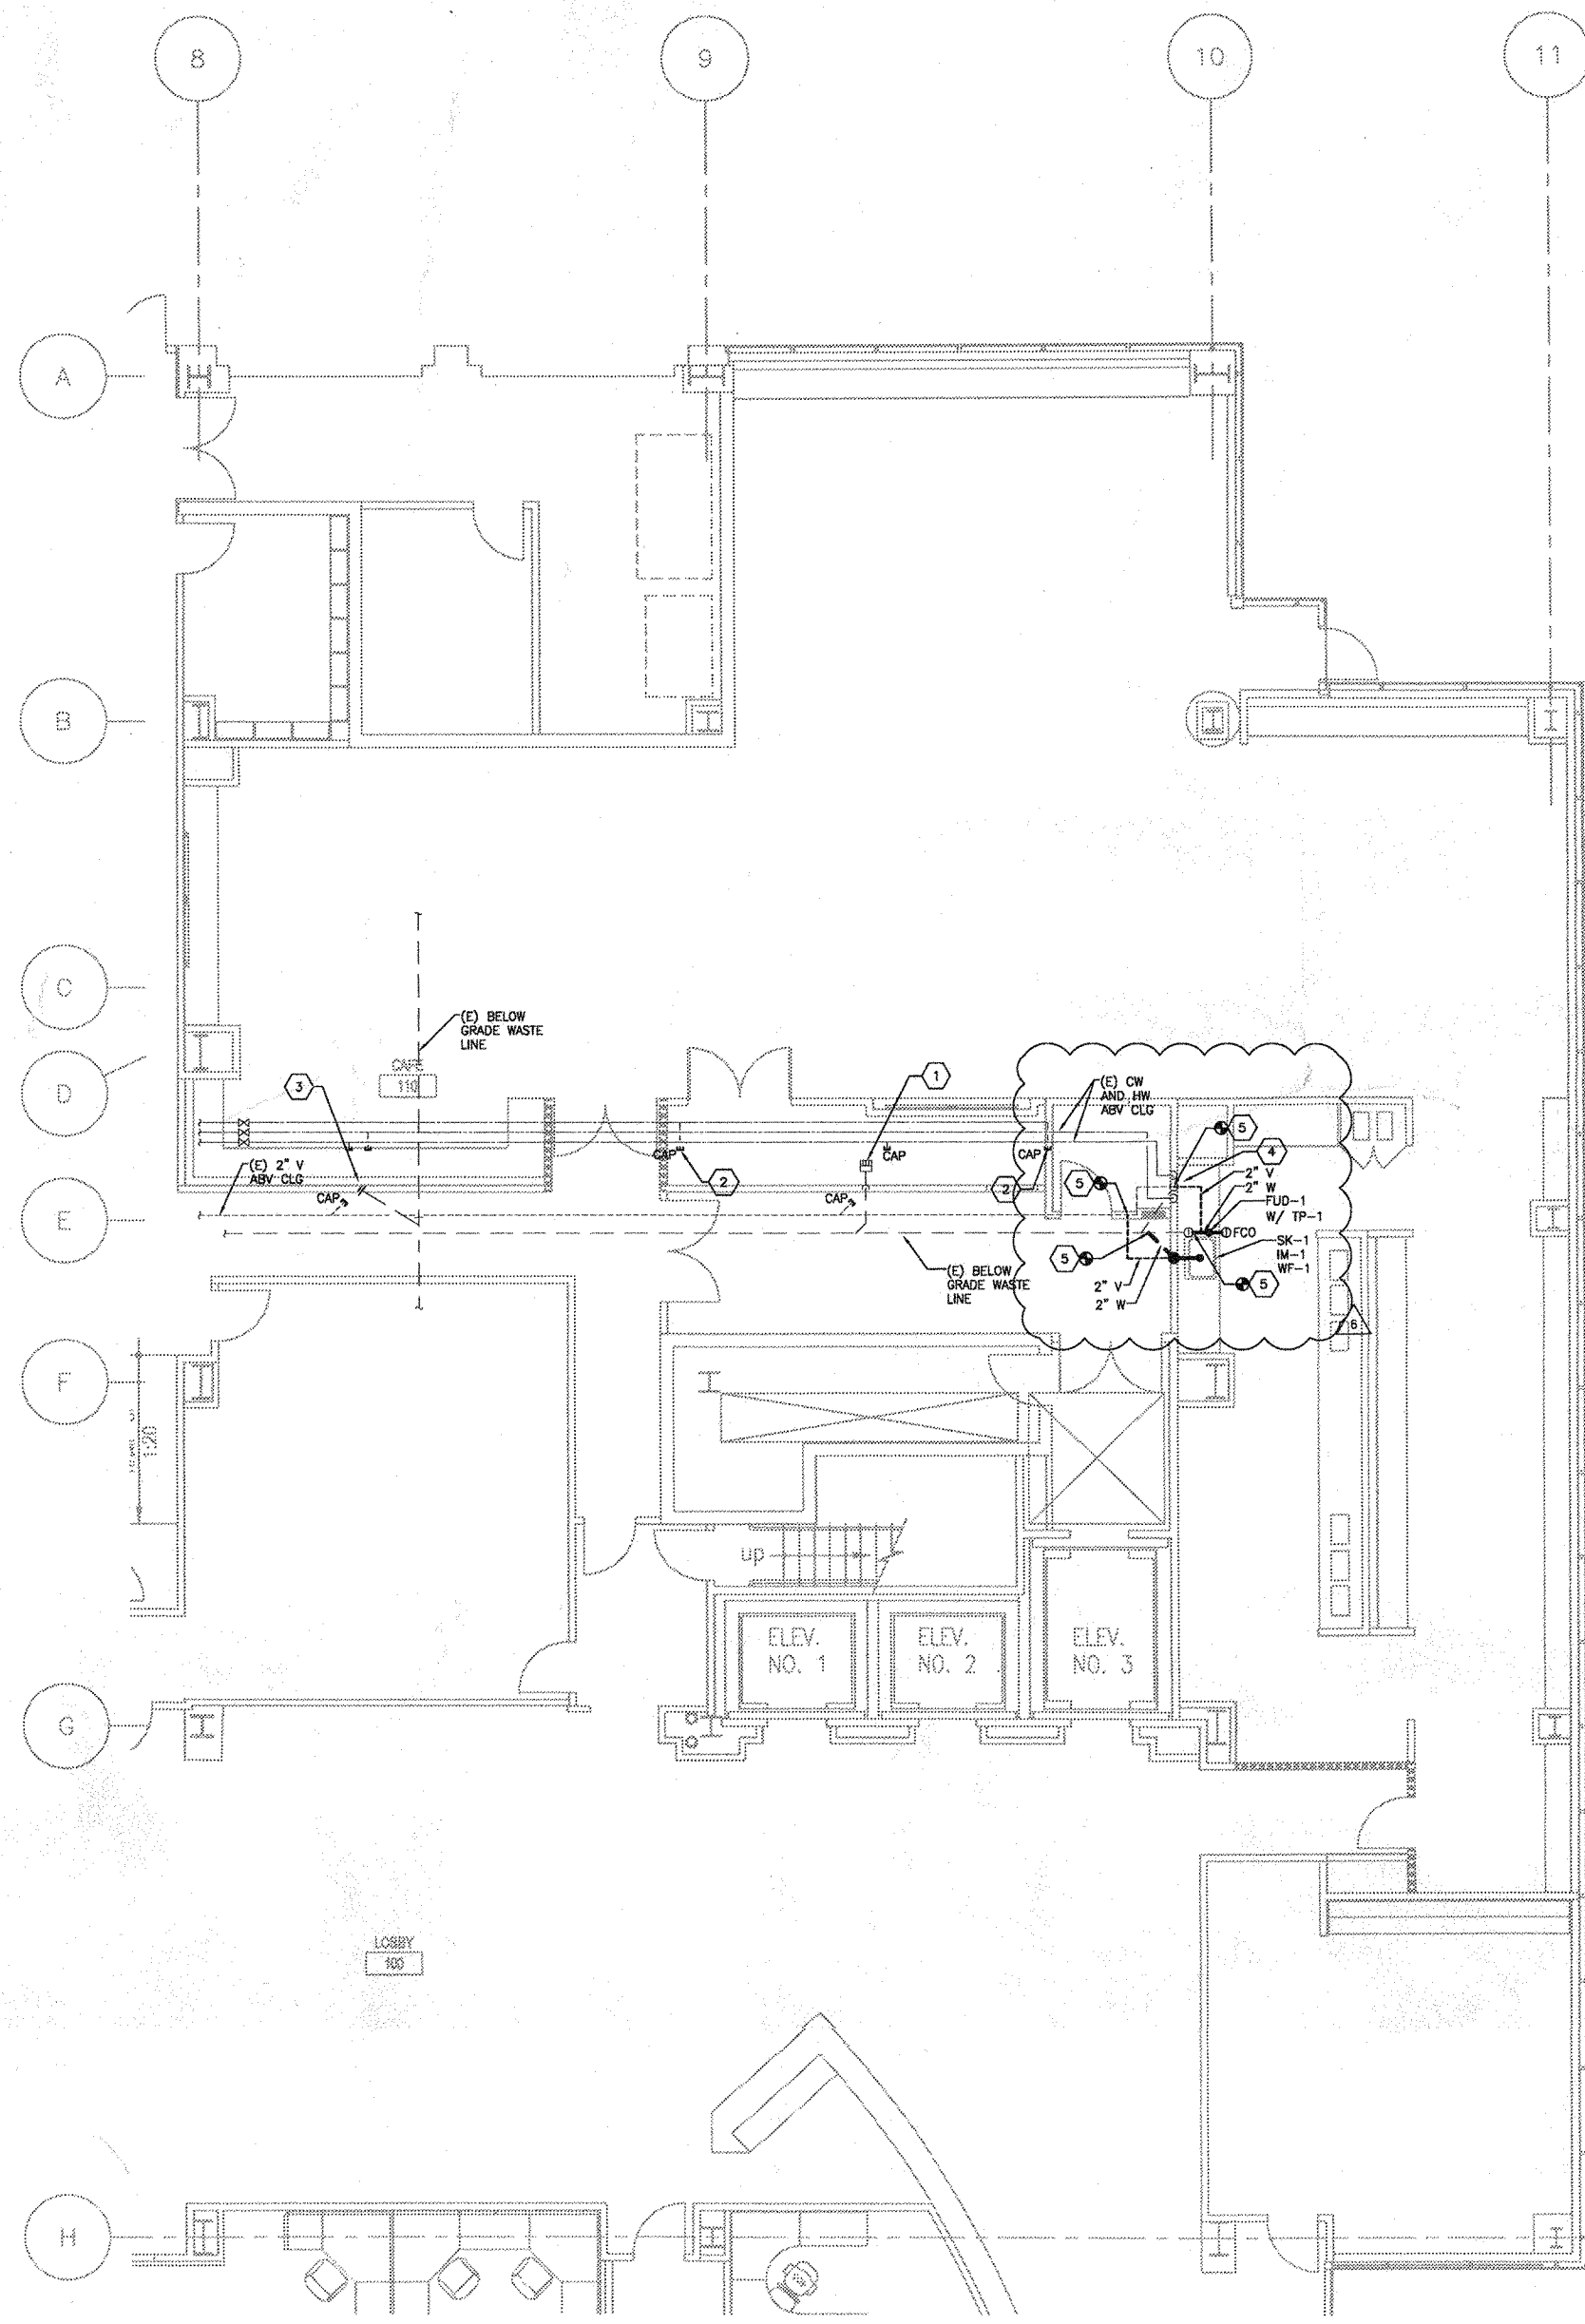 8
9
10
11
A
B
C
D
E
F
G
H
(E) BELOW
GRADE WASTE
LINE
CAFE
110
3
1
(E) CW
AND HW
ABV CLG
5
4
2" V
2" W
FUD-1
W/ TP-1
FCO
SK-1
IM-1
WF-1
5
6
5
5
2" V
2" W
(E) 2" V
ABV CLG
CAP
CAP
2
CAP
CAP
CAP
2
(E) BELOW
GRADE WASTE
LINE
1:20
up
ELEV.
NO. 1
ELEV.
NO. 2
ELEV.
NO. 3
LOBBY
100